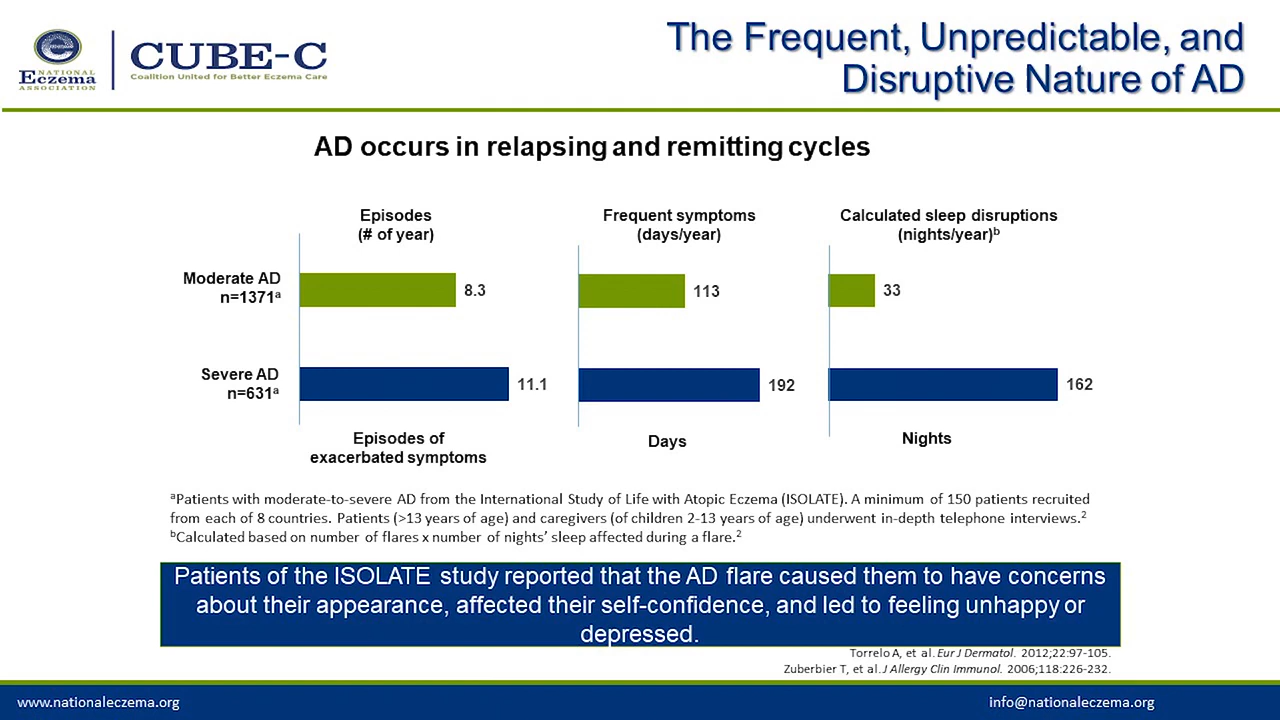 NATIONAL
Eczema
ASSOCIATION
CUBE-C
Coalition United for Better Eczema Care
The Frequent, Unpredictable, and
Disruptive Nature of AD
AD occurs in relapsing and remitting cycles
Episodes
(# of year)
Frequent symptoms
(days/year)
Calculated sleep disruptions
(nights/year)ᵇ
Moderate AD
n=1371ᵃ
8.3
113
33
Severe AD
n=631ᵃ
11.1
192
162
Episodes of
exacerbated symptoms
Days
Nights
ᵃPatients with moderate-to-severe AD from the International Study of Life with Atopic Eczema (ISOLATE). A minimum of 150 patients recruited
from each of 8 countries. Patients (>13 years of age) and caregivers (of children 2-13 years of age) underwent in-depth telephone interviews.²
ᵇCalculated based on number of flares x number of nights’ sleep affected during a flare.²
Patients of the ISOLATE study reported that the AD flare caused them to have concerns
about their appearance, affected their self-confidence, and led to feeling unhappy or
depressed.
Torrelo A, et al. Eur J Dermatol. 2012;22:97-105.
Zuberbier T, et al. J Allergy Clin Immunol. 2006;118:226-232.
www.nationaleczema.org
info@nationaleczema.org